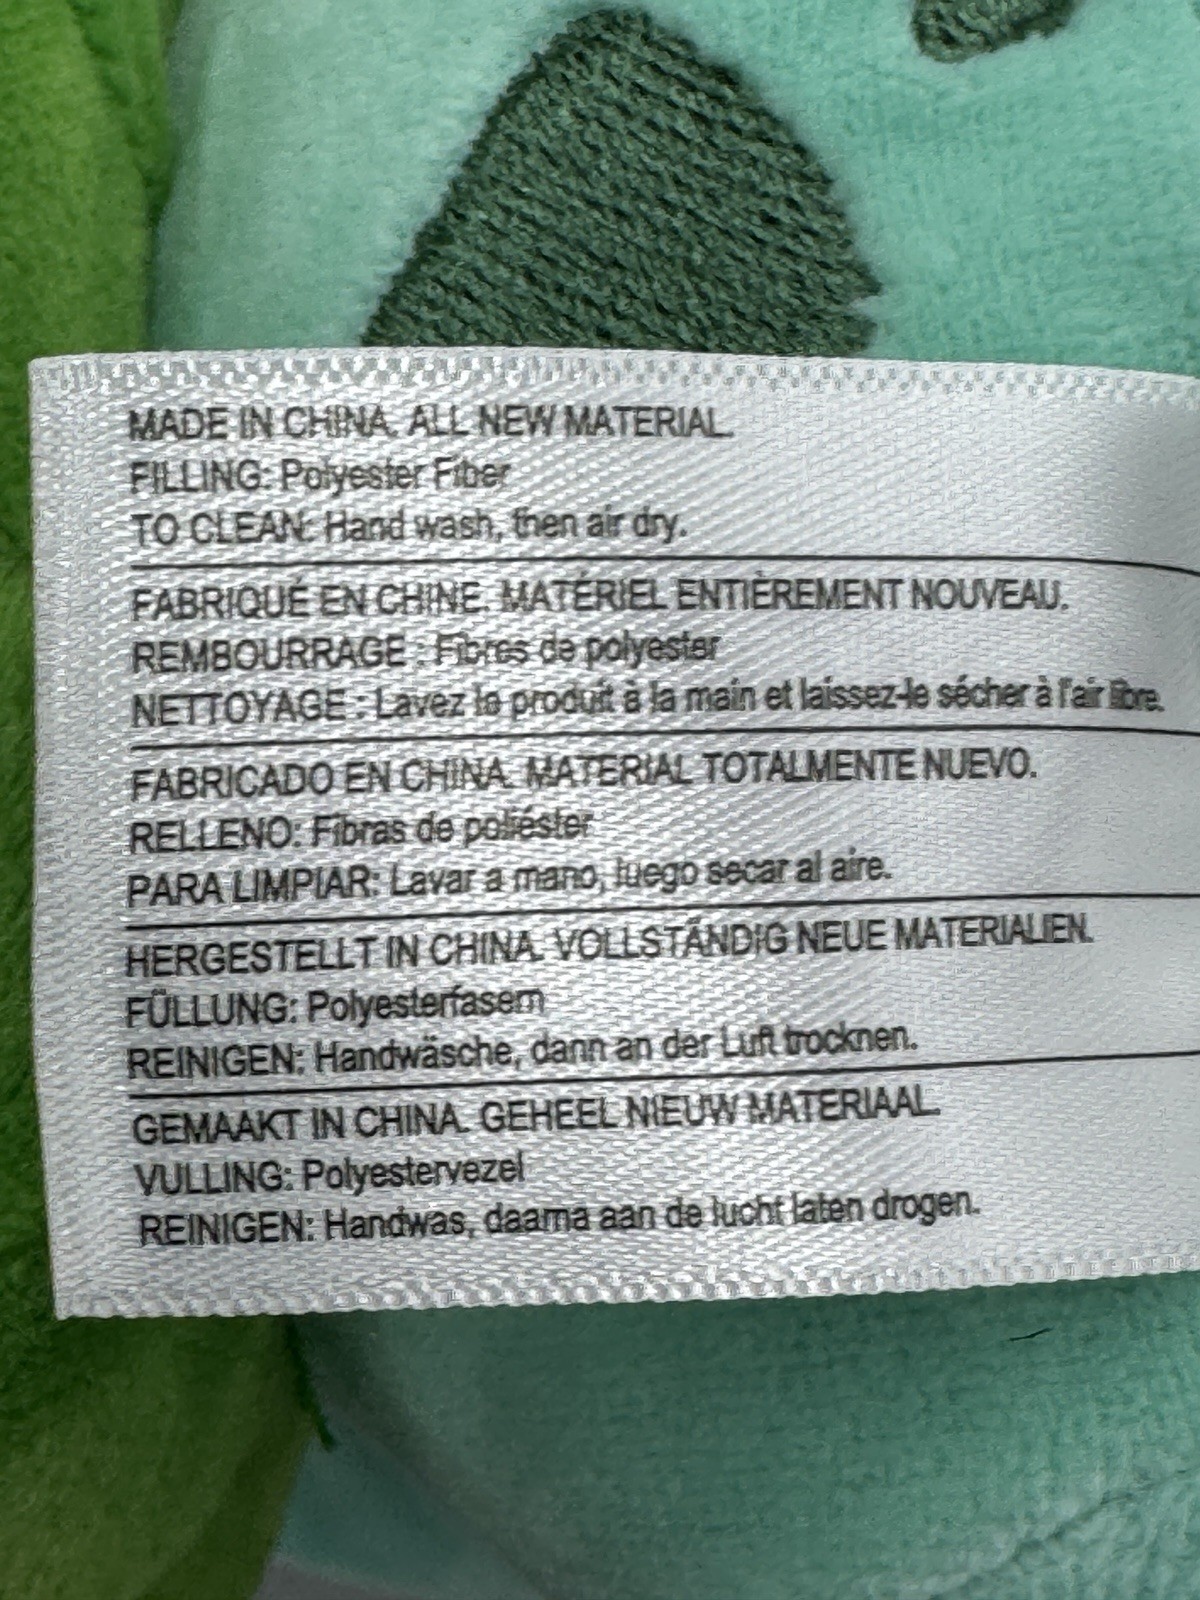 MADE IN CHINA. ALL NEW MATERIAL.
FILLING: Polyester Fiber
TO CLEAN: Hand wash, then air dry.
FABRIQUÉ EN CHINE. MATÉRIEL ENTIÈREMENT NOUVEAU.
REMBOURRAGE : Fibres de polyester
NETTOYAGE : Lavez le produit à la main et laissez-le sécher à l'air libre.
FABRICADO EN CHINA. MATERIAL TOTALMENTE NUEVO.
RELLENO: Fibras de poliéster
PARA LIMPIAR: Lavar a mano, luego secar al aire.
HERGESTELLT IN CHINA. VOLLSTÄNDIG NEUE MATERIALIEN.
FÜLLUNG: Polyesterfasern
REINIGEN: Handwäsche, dann an der Luft trocknen.
GEMAAKT IN CHINA. GEHEEL NIEUW MATERIAAL.
VULLING: Polyestervezel
REINIGEN: Handwas, daarna aan de lucht laten drogen.